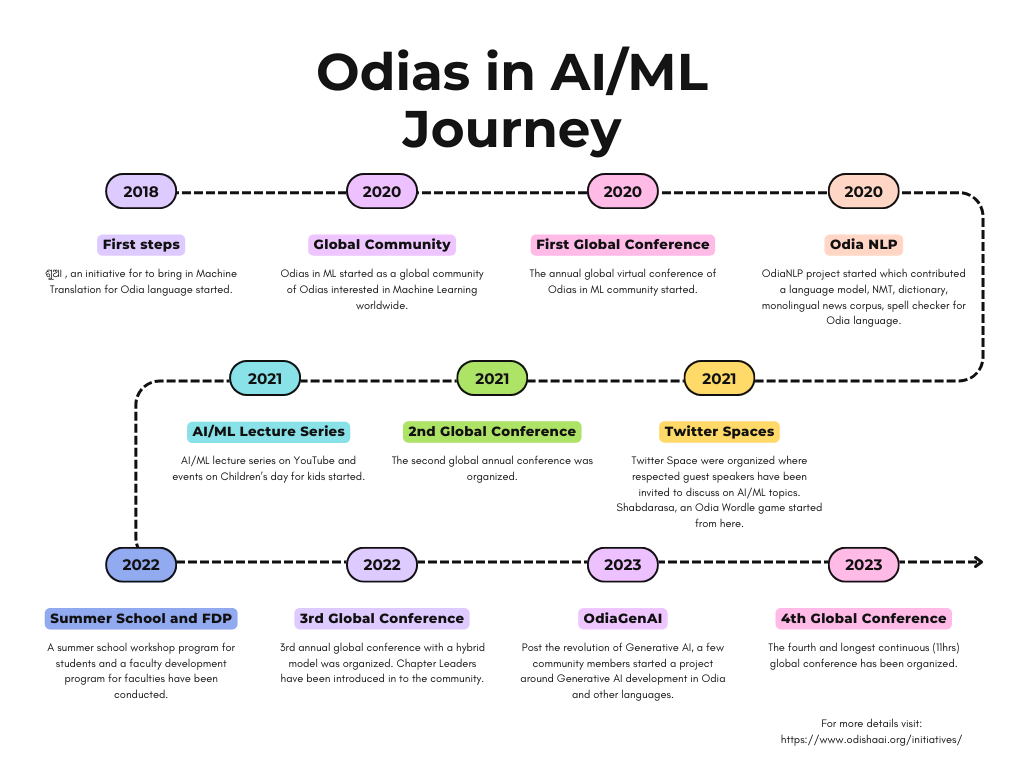 Odias in AI/ML
Journey
2018
2020
2020
2020
First steps
Global Community
First Global Conference
Odia NLP
ଶୁଆ , an initiative for to bring in Machine
Translation for Odia language started.
Odias in ML started as a global community
of Odias interested in Machine Learning
worldwide.
The annual global virtual conference of
Odias in ML community started.
OdiaNLP project started which contributed
a language model, NMT, dictionary,
monolingual news corpus, spell checker for
Odia language.
2021
2021
2021
AI/ML Lecture Series
2nd Global Conference
Twitter Spaces
AI/ML lecture series on YouTube and
events on Children's day for kids started.
The second global annual conference was
organized.
Twitter Space were organized where
respected guest speakers have been
invited to discuss on AI/ML topics.
Shabdarasa, an Odia Wordle game started
from here.
2022
2022
2023
2023
Summer School and FDP
3rd Global Conference
OdiaGenAI
4th Global Conference
A summer school workshop program for
students and a faculty development
program for faculties have been
conducted.
3rd annual global conference with a hybrid
model was organized. Chapter Leaders
have been introduced in to the community.
Post the revolution of Generative AI, a few
community members started a project
around Generative AI development in Odia
and other languages.
The fourth and longest continuous (11hrs)
global conference has been organized.
For more details visit:
https://www.odishaai.org/initiatives/